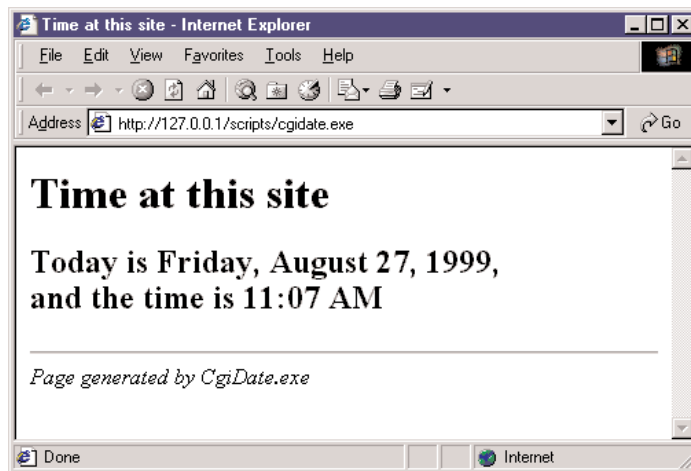 Time at this site - Internet Explorer
File Edit View Favorites Tools Help
Address http://127.0.0.1/scripts/cgidate.exe Go
Time at this site
Today is Friday, August 27, 1999,
and the time is 11:07 AM
Page generated by CgiDate.exe
Done Internet